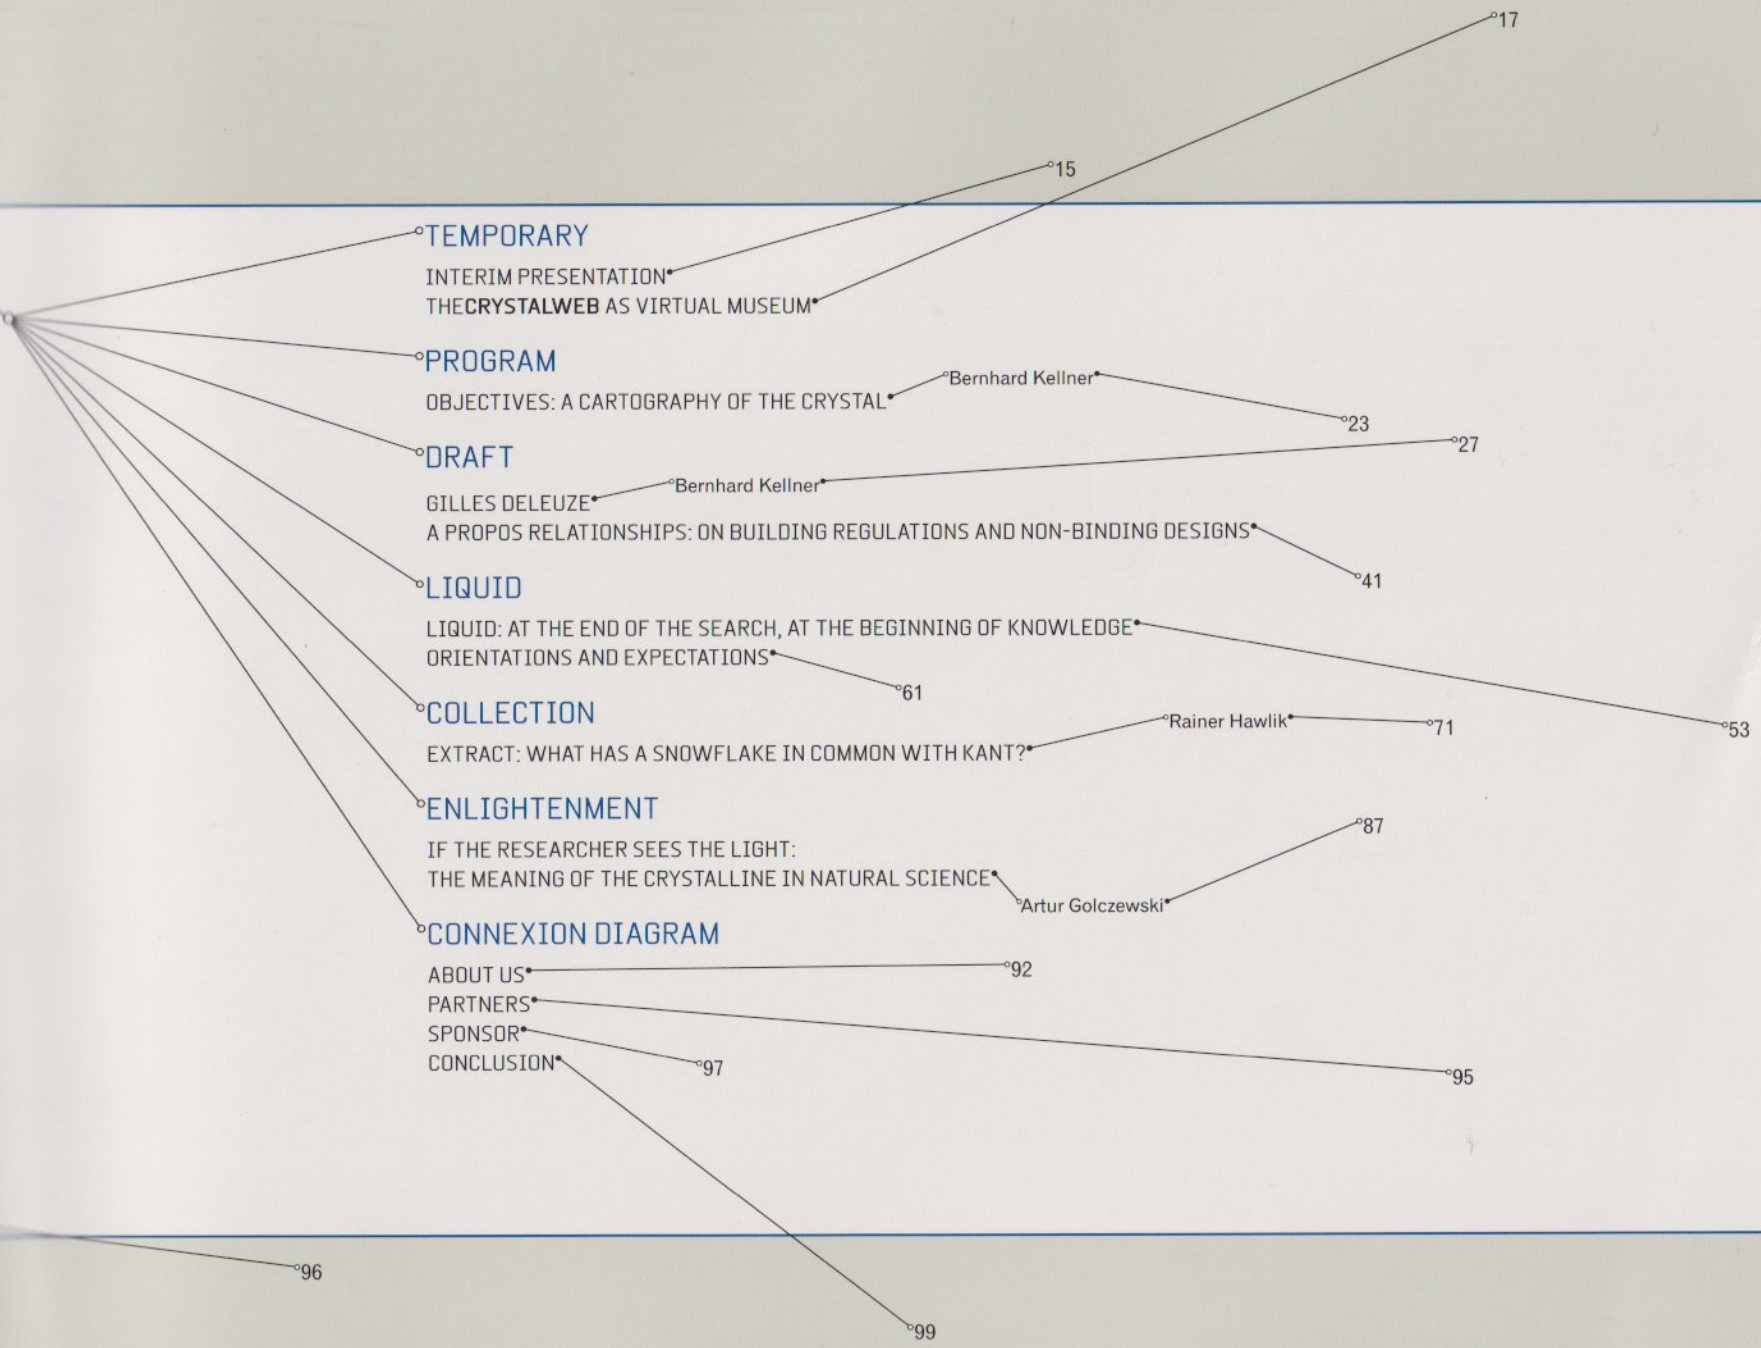 17
15
TEMPORARY
INTERIM PRESENTATION
THECRYSTALWEB AS VIRTUAL MUSEUM
PROGRAM
Bernhard Kellner
OBJECTIVES: A CARTOGRAPHY OF THE CRYSTAL
23
27
DRAFT
Bernhard Kellner
GILLES DELEUZE
A PROPOS RELATIONSHIPS: ON BUILDING REGULATIONS AND NON-BINDING DESIGNS
41
LIQUID
LIQUID: AT THE END OF THE SEARCH, AT THE BEGINNING OF KNOWLEDGE
ORIENTATIONS AND EXPECTATIONS
61
COLLECTION
Rainer Hawlik
71
53
EXTRACT: WHAT HAS A SNOWFLAKE IN COMMON WITH KANT?
ENLIGHTENMENT
87
IF THE RESEARCHER SEES THE LIGHT:
THE MEANING OF THE CRYSTALLINE IN NATURAL SCIENCE
Artur Golczewski
CONNEXION DIAGRAM
ABOUT US
92
PARTNERS
SPONSOR
CONCLUSION
97
95
96
99